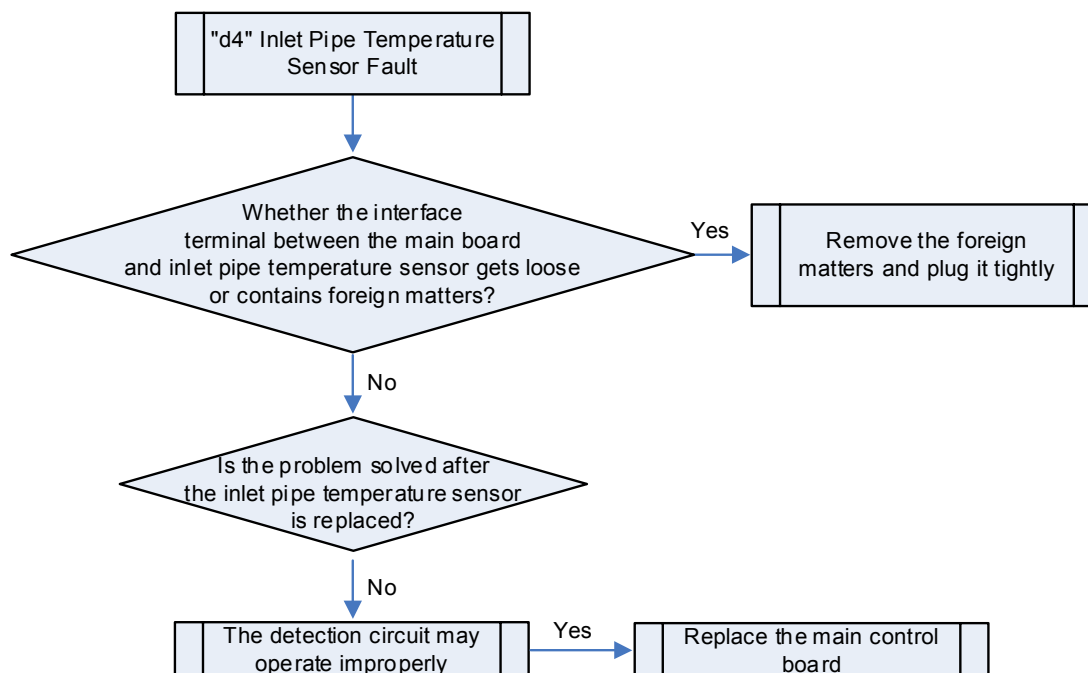 "d4" Inlet Pipe Temperature
Sensor Fault
Whether the interface
terminal between the main board
and inlet pipe temperature sensor gets loose
or contains foreign matters?
Yes
Remove the foreign
matters and plug it tightly
No
Is the problem solved after
the inlet pipe temperature sensor
is replaced?
No
The detection circuit may
operate improperly
Yes
Replace the main control
board